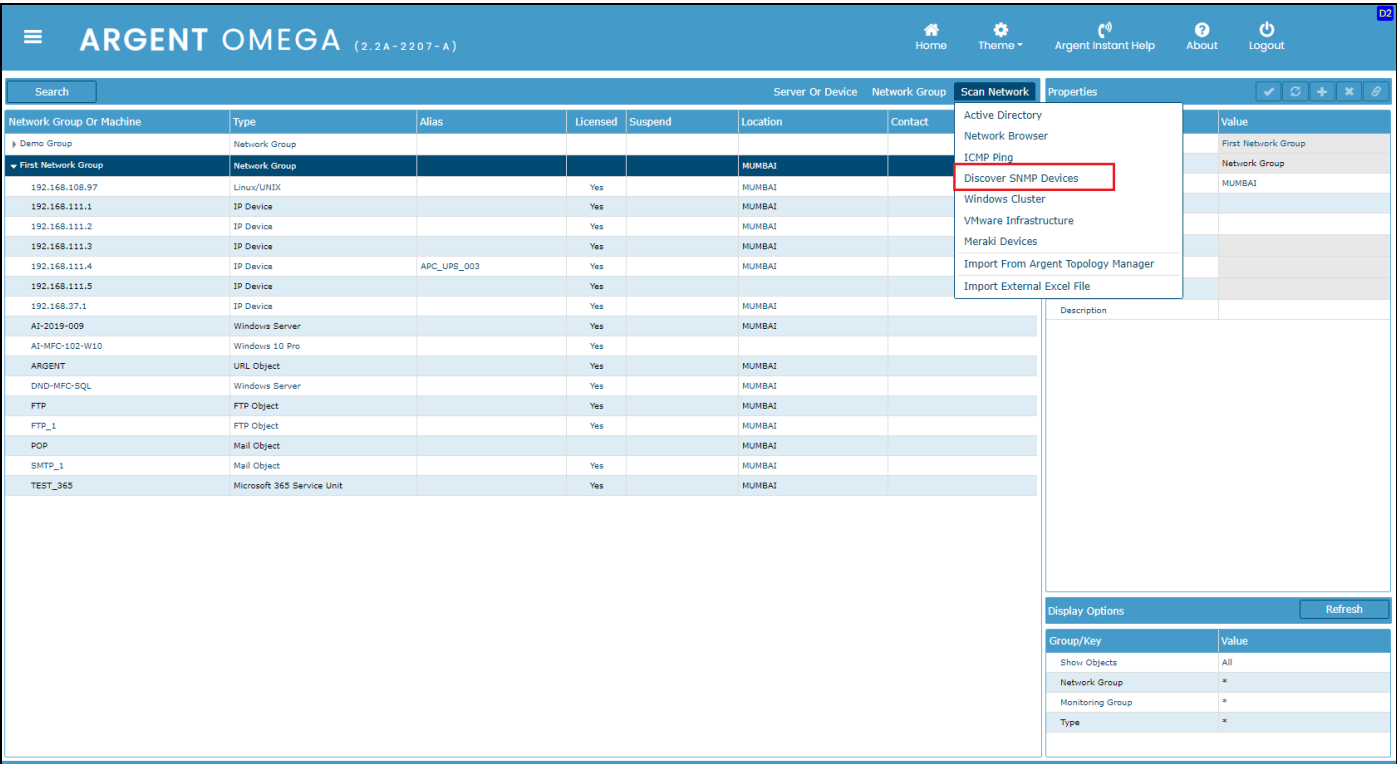 D2
ARGENT OMEGA (2.2A-2207-A)
Home Theme Argent Instant Help About Logout
Search Server Or Device Network Group Scan Network
Network Group Or Machine Type Alias Licensed Suspend Location Contact
Demo Group Network Group
First Network Group Network Group MUMBAI
192.168.108.97 Linux/UNIX Yes MUMBAI
192.168.111.1 IP Device Yes MUMBAI
192.168.111.2 IP Device Yes MUMBAI
192.168.111.3 IP Device Yes MUMBAI
192.168.111.4 IP Device APC_UPS_003 Yes MUMBAI
192.168.111.5 IP Device Yes
192.168.37.1 IP Device Yes MUMBAI
AI-2019-009 Windows Server Yes MUMBAI
AI-MFC-102-W10 Windows 10 Pro Yes
ARGENT URL Object Yes MUMBAI
DND-MFC-SQL Windows Server Yes MUMBAI
FTP FTP Object Yes MUMBAI
FTP_1 FTP Object Yes MUMBAI
POP Mail Object MUMBAI
SMTP_1 Mail Object Yes MUMBAI
TEST_365 Microsoft 365 Service Unit Yes MUMBAI
Active Directory
Network Browser
ICMP Ping
Discover SNMP Devices
Windows Cluster
VMware Infrastructure
Meraki Devices
Import From Argent Topology Manager
Import External Excel File
Properties
Value
First Network Group
Network Group
MUMBAI
Description
Display Options Refresh
Group/Key Value
Show Objects All
Network Group *
Monitoring Group *
Type *